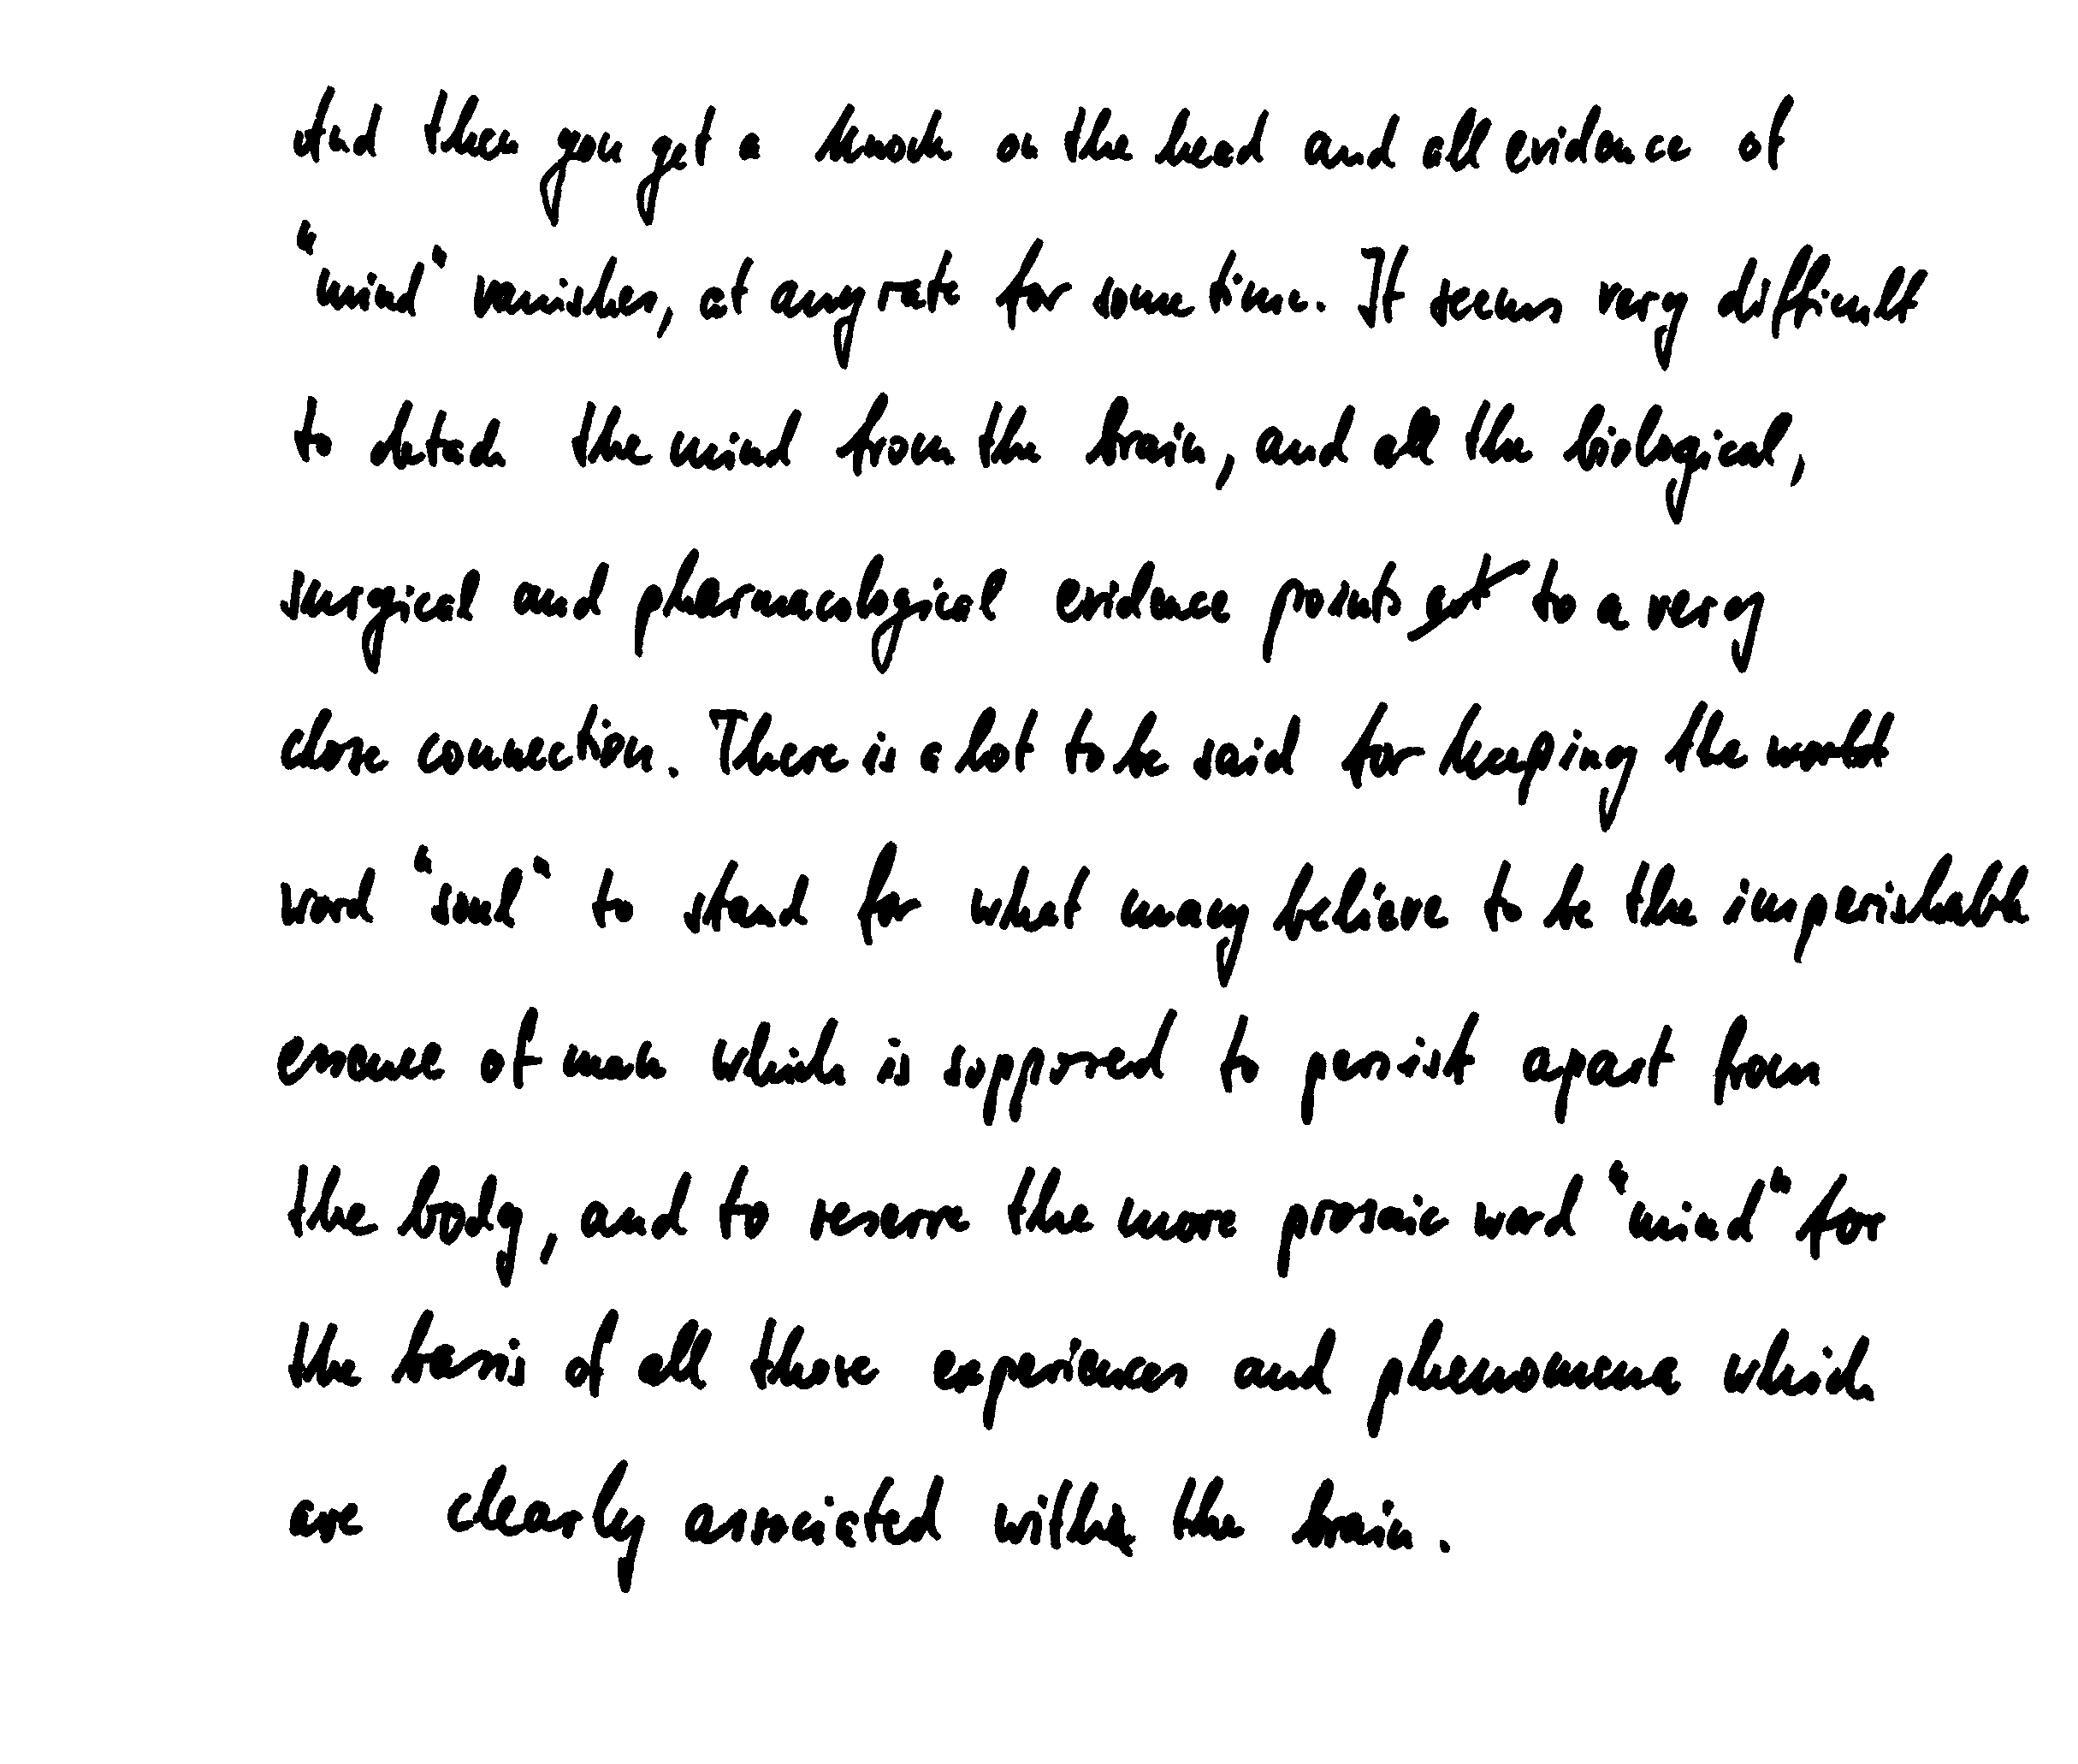 And then you get a knock on the head and all evidence of
"mind" vanishes, at any rate for some time. It seems very difficult
to detach the mind from the brain, and all the biological,
surgical and pharmacological evidence points to a very
close connection. There is a lot to be said for keeping the
word "soul" to stand for what many believe to be the imperishable
essence of man which is supposed to persist apart from
the body, and to reserve the more prosaic word "mind" for
the basis of all those experiences and phenomena which
are clearly associated with the brain.